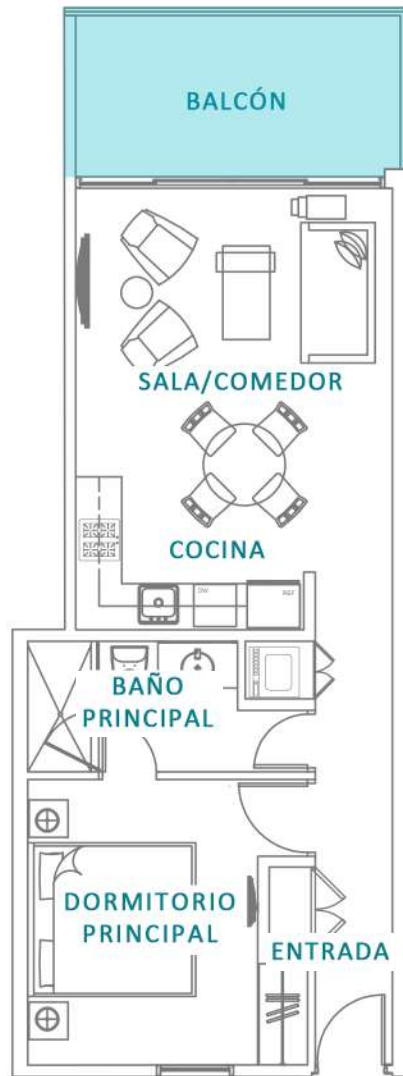 BALCÓN
SALA/COMEDOR
COCINA
DW
REF
BAÑO
PRINCIPAL
DORMITORIO
PRINCIPAL
ENTRADA